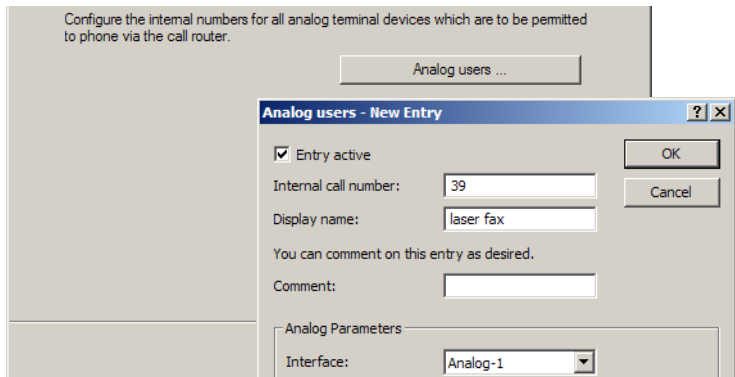 Configure the internal numbers for all analog terminal devices which are to be permitted
to phone via the call router.
Analog users ...
Analog users - New Entry
Entry active
OK
Internal call number: 39
Cancel
Display name: laser fax
You can comment on this entry as desired.
Comment:
Analog Parameters
Interface: Analog-1